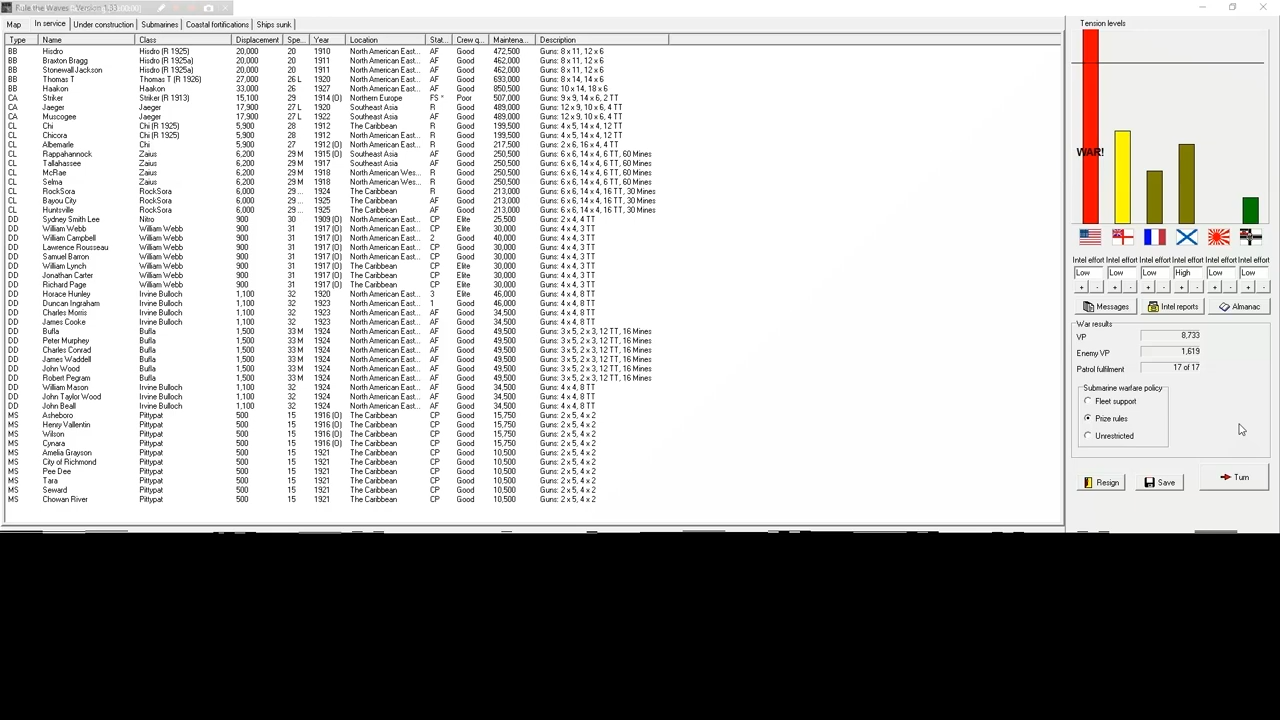 Rule the Waves - Version 1.33
Map In service Under construction Submarines Coastal fortifications Ships sunk
Type Name Class Displacement Spe... Year Location Stat... Crew q... Maintena... Description
BB Hisdro Hisdro (R 1925) 20,000 20 1910 North American East... AF Good 472,500 Guns: 8 x 11, 12 x 6
BB Braxton Bragg Hisdro (R 1925a) 20,000 20 1911 North American East... AF Good 462,000 Guns: 8 x 11, 12 x 6
BB Stonewall Jackson Hisdro (R 1925a) 20,000 20 1911 North American East... AF Good 462,000 Guns: 8 x 11, 12 x 6
BB Thomas T Thomas T (R 1926) 27,000 26 L 1920 North American East... AF Good 693,000 Guns: 8 x 14, 14 x 6
BB Haakon Haakon 33,000 26 1927 North American East... AF Good 850,500 Guns: 10 x 14, 18 x 6
CA Striker Striker (R 1913) 15,100 29 1914 (O) Northern Europe FS * Poor 507,000 Guns: 9 x 9, 14 x 6, 2 TT
CA Jaeger Jaeger 17,900 27 L 1920 Southeast Asia R Good 489,000 Guns: 12 x 9, 10 x 6, 4 TT
CA Muscogee Jaeger 17,900 27 L 1922 Southeast Asia AF Good 489,000 Guns: 12 x 9, 10 x 6, 4 TT
CL Chi Chi (R 1925) 5,900 28 1912 The Caribbean R Good 199,500 Guns: 4 x 5, 14 x 4, 12 TT
CL Chicora Chi (R 1925) 5,900 28 1912 North American East... R Good 199,500 Guns: 4 x 5, 14 x 4, 12 TT
CL Albemarle Chi 5,900 27 1912 (O) North American East... R Good 217,500 Guns: 2 x 6, 16 x 4, 4 TT
CL Rappahannock Zaius 6,200 29 M 1915 (O) Southeast Asia AF Good 250,500 Guns: 6 x 6, 14 x 4, 6 TT, 60 Mines
CL Tallahassee Zaius 6,200 29 M 1917 Southeast Asia AF Good 250,500 Guns: 6 x 6, 14 x 4, 6 TT, 60 Mines
CL McRae Zaius 6,200 29 M 1918 North American Wes... R Good 250,500 Guns: 6 x 6, 14 x 4, 6 TT, 60 Mines
CL Selma Zaius 6,200 29 M 1918 North American Wes... R Good 250,500 Guns: 6 x 6, 14 x 4, 6 TT, 60 Mines
CL RockSora RockSora 6,000 29 ... 1924 The Caribbean R Good 213,000 Guns: 6 x 6, 14 x 4, 16 TT, 30 Mines
CL Bayou City RockSora 6,000 29 ... 1925 The Caribbean AF Good 213,000 Guns: 6 x 6, 14 x 4, 16 TT, 30 Mines
CL Huntsville RockSora 6,000 29 ... 1925 The Caribbean AF Good 213,000 Guns: 6 x 6, 14 x 4, 16 TT, 30 Mines
DD Sydney Smith Lee Nitro 900 30 1909 (O) North American East... CP Elite 25,500 Guns: 2 x 4, 4 TT
DD William Webb William Webb 900 31 1917 (O) North American East... CP Elite 30,000 Guns: 4 x 4, 3 TT
DD William Campbell William Webb 900 31 1917 (O) North American East... 2 Good 40,000 Guns: 4 x 4, 3 TT
DD Lawrence Rousseau William Webb 900 31 1917 (O) North American East... CP Good 30,000 Guns: 4 x 4, 3 TT
DD Samuel Barron William Webb 900 31 1917 (O) North American East... CP Good 30,000 Guns: 4 x 4, 3 TT
DD William Lynch William Webb 900 31 1917 (O) The Caribbean CP Elite 30,000 Guns: 4 x 4, 3 TT
DD Jonathan Carter William Webb 900 31 1917 (O) The Caribbean CP Elite 30,000 Guns: 4 x 4, 3 TT
DD Richard Page William Webb 900 31 1917 (O) The Caribbean CP Elite 30,000 Guns: 4 x 4, 3 TT
DD Horace Hunley Irvine Bulloch 1,100 32 1920 North American East... 3 Elite 46,000 Guns: 4 x 4, 8 TT
DD Duncan Ingraham Irvine Bulloch 1,100 32 1923 North American East... 1 Good 46,000 Guns: 4 x 4, 8 TT
DD Charles Morris Irvine Bulloch 1,100 32 1923 North American East... AF Good 34,500 Guns: 4 x 4, 8 TT
DD James Cooke Irvine Bulloch 1,100 32 1923 North American East... AF Good 34,500 Guns: 4 x 4, 8 TT
DD Bufla Bufla 1,500 33 M 1924 North American East... AF Good 49,500 Guns: 3 x 5, 2 x 3, 12 TT, 16 Mines
DD Peter Murphey Bufla 1,500 33 M 1924 North American East... AF Good 49,500 Guns: 3 x 5, 2 x 3, 12 TT, 16 Mines
DD Charles Conrad Bufla 1,500 33 M 1924 North American East... AF Good 49,500 Guns: 3 x 5, 2 x 3, 12 TT, 16 Mines
DD James Waddell Bufla 1,500 33 M 1924 North American East... AF Good 49,500 Guns: 3 x 5, 2 x 3, 12 TT, 16 Mines
DD John Wood Bufla 1,500 33 M 1924 North American East... AF Good 49,500 Guns: 3 x 5, 2 x 3, 12 TT, 16 Mines
DD Robert Pegram Bufla 1,500 33 M 1924 North American East... AF Good 49,500 Guns: 3 x 5, 2 x 3, 12 TT, 16 Mines
DD William Mason Irvine Bulloch 1,100 32 1924 North American East... AF Good 34,500 Guns: 4 x 4, 8 TT
DD John Taylor Wood Irvine Bulloch 1,100 32 1924 North American East... AF Good 34,500 Guns: 4 x 4, 8 TT
DD John Beall Irvine Bulloch 1,100 32 1924 North American East... AF Good 34,500 Guns: 4 x 4, 8 TT
MS Asheboro Pittypat 500 15 1916 (O) The Caribbean CP Good 15,750 Guns: 2 x 5, 4 x 2
MS Henry Vallentin Pittypat 500 15 1916 (O) The Caribbean CP Good 15,750 Guns: 2 x 5, 4 x 2
MS Wilson Pittypat 500 15 1916 (O) The Caribbean CP Good 15,750 Guns: 2 x 5, 4 x 2
MS Cynara Pittypat 500 15 1916 (O) The Caribbean CP Good 15,750 Guns: 2 x 5, 4 x 2
MS Amelia Grayson Pittypat 500 15 1921 The Caribbean CP Good 10,500 Guns: 2 x 5, 4 x 2
MS City of Richmond Pittypat 500 15 1921 The Caribbean CP Good 10,500 Guns: 2 x 5, 4 x 2
MS Pee Dee Pittypat 500 15 1921 The Caribbean CP Good 10,500 Guns: 2 x 5, 4 x 2
MS Tara Pittypat 500 15 1921 The Caribbean CP Good 10,500 Guns: 2 x 5, 4 x 2
MS Seward Pittypat 500 15 1921 The Caribbean CP Good 10,500 Guns: 2 x 5, 4 x 2
MS Chowan River Pittypat 500 15 1921 The Caribbean CP Good 10,500 Guns: 2 x 5, 4 x 2
Tension levels
WAR!
Intel effort Intel effort Intel effort Intel effort Intel effort Intel effort
Low Low Low High Low Low
+ - + - + - + - + - + -
Messages Intel reports Almanac
War results
VP 8,733
Enemy VP 1,619
Patrol fulfilment 17 of 17
Submarine warfare policy
Fleet support
Prize rules
Unrestricted
Resign Save Turn